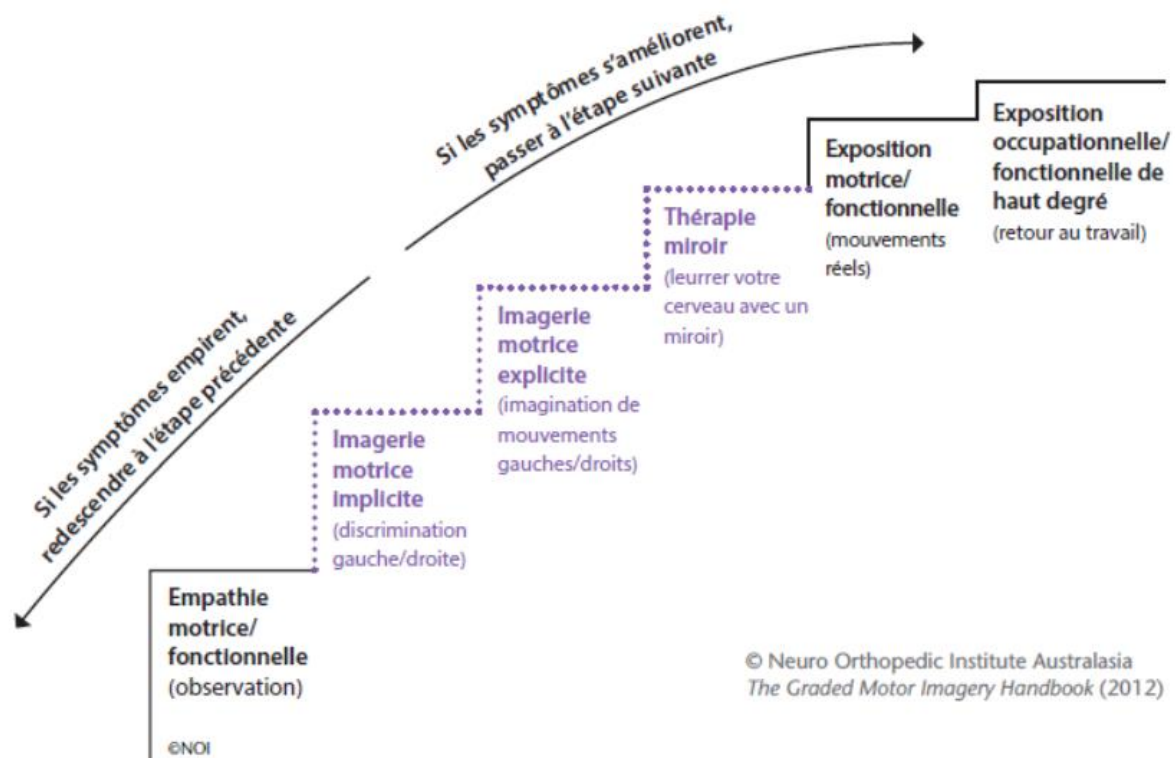 Si les symptômes s'améliorent,
passer à l'étape suivante
Si les symptômes empirent,
redescendre à l'étape précédente
Empathie
motrice/
fonctionnelle
(observation)
©NOI
Imagerie
motrice
implicite
(discrimination
gauche/droite)
Imagerie
motrice
explicite
(imagination de
mouvements
gauches/droits)
Thérapie
miroir
(leurrer votre
cerveau avec un
miroir)
Exposition
motrice/
fonctionnelle
(mouvements
réels)
Exposition
occupationnelle/
fonctionnelle de
haut degré
(retour au travail)
© Neuro Orthopedic Institute Australasia
The Graded Motor Imagery Handbook (2012)